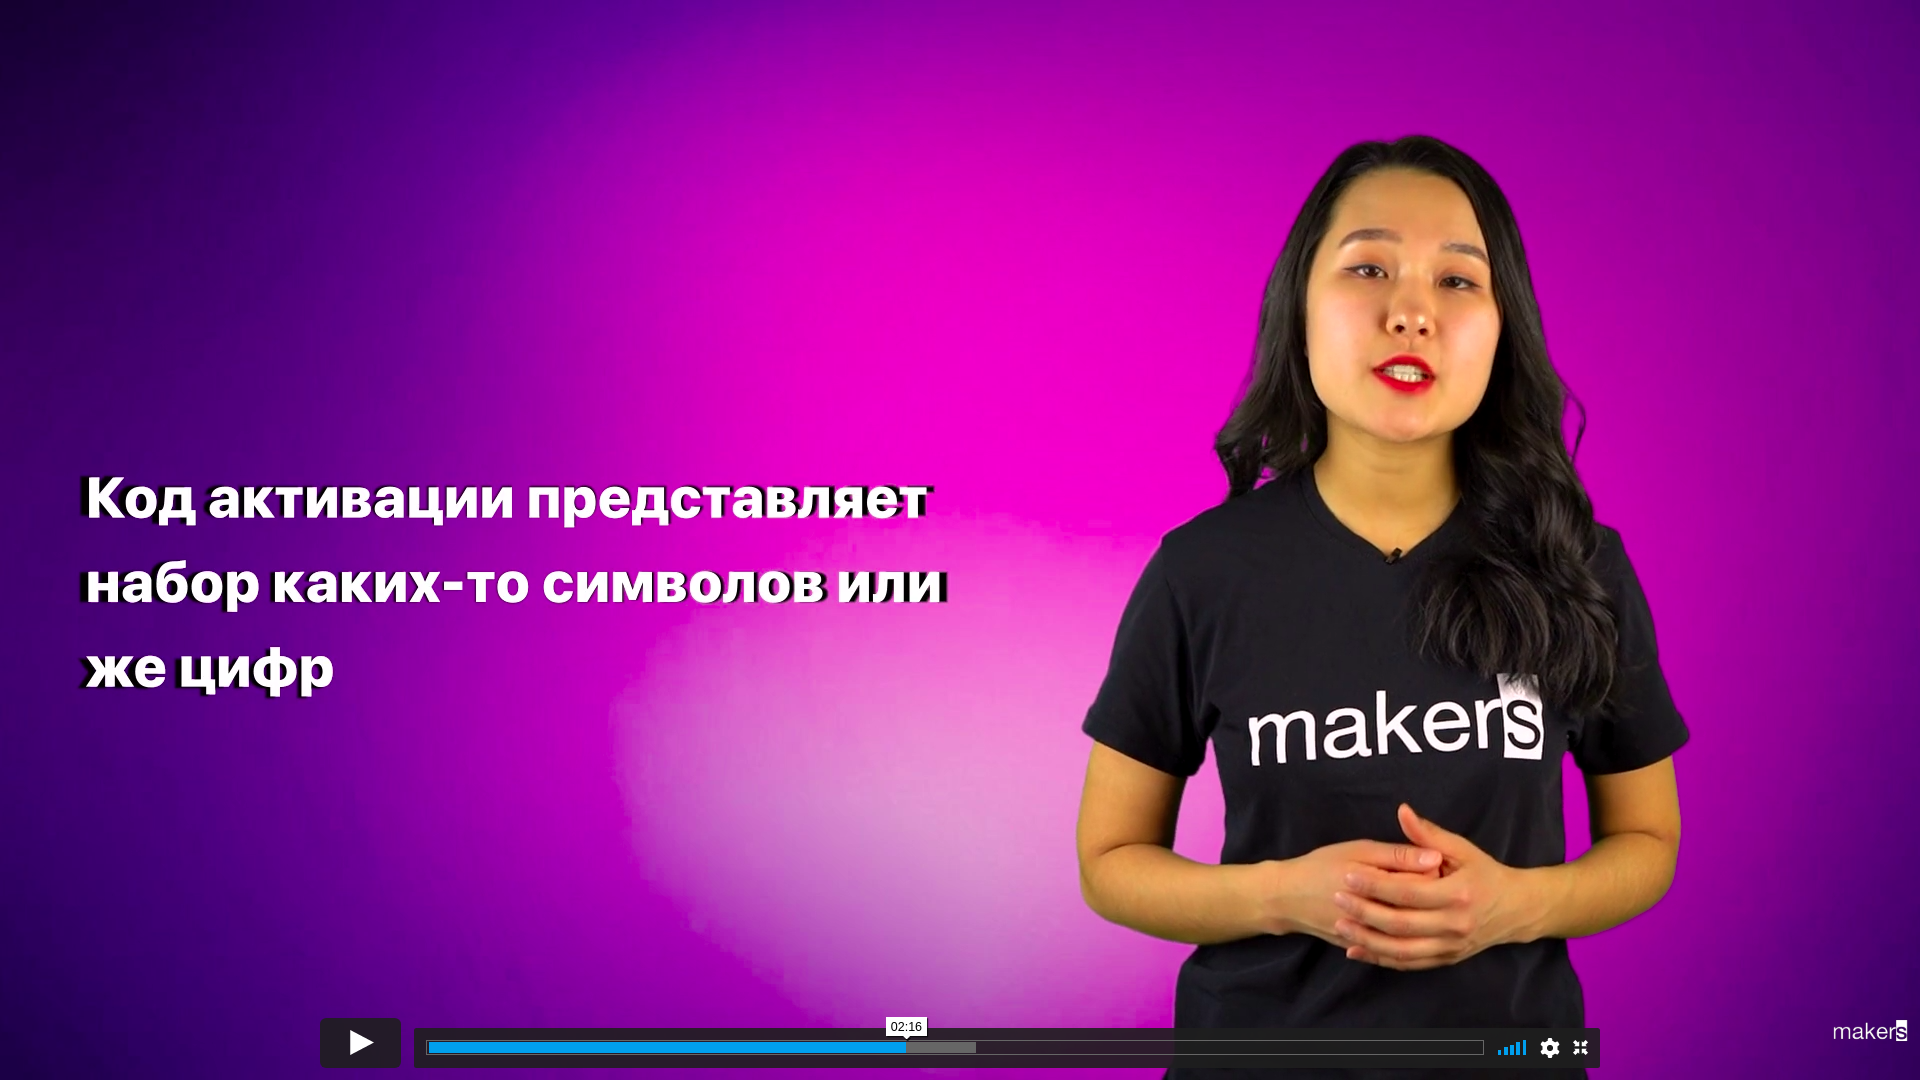 Код активации представляет
набор каких-то символов или
же цифр
makers
02:16
makers